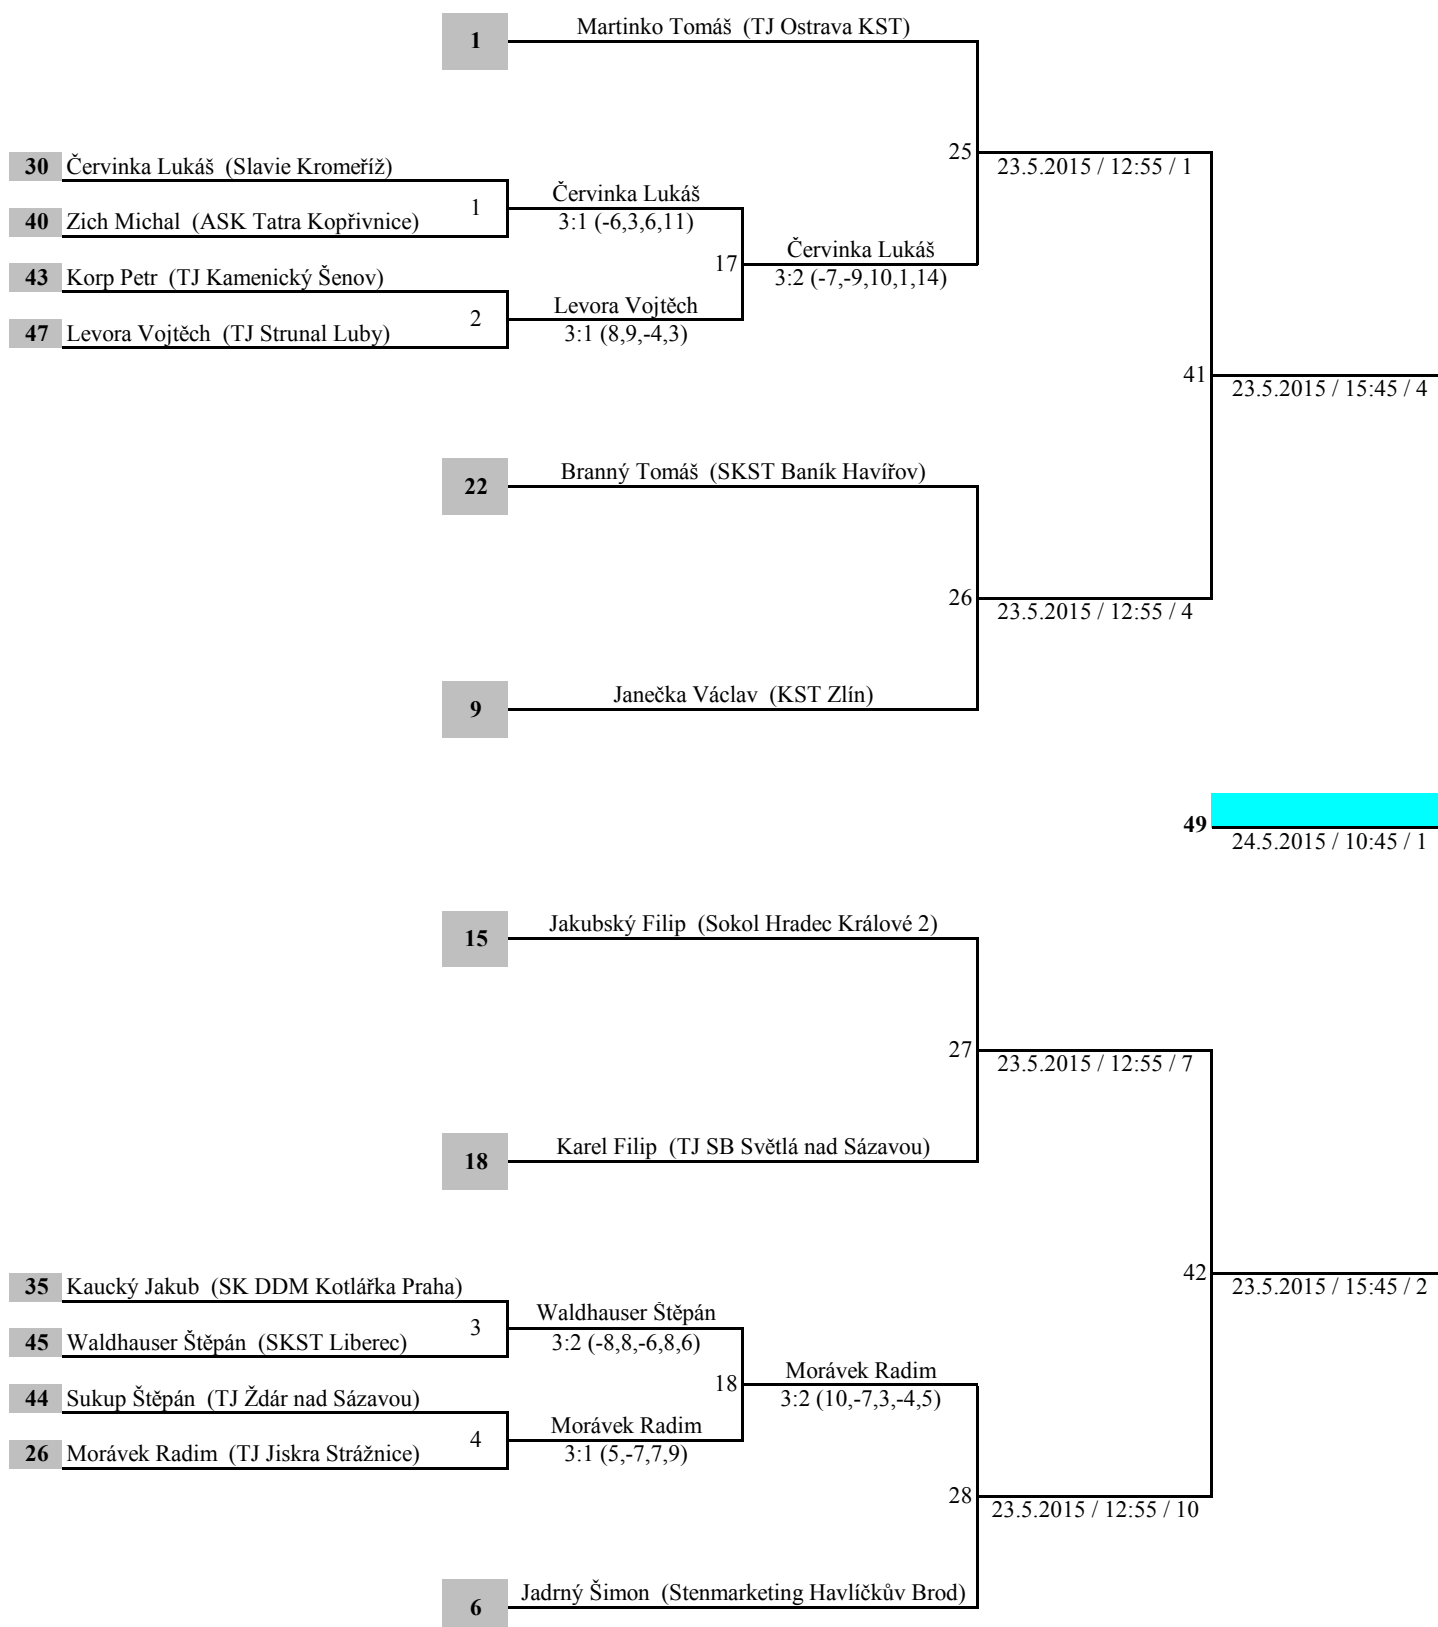 1 Martinko Tomáš (TJ Ostrava KST)
25 23.5.2015 / 12:55 / 1
30 Červinka Lukáš (Slavie Kromeříž)
1 Červinka Lukáš
3:1 (-6,3,6,11)
40 Zich Michal (ASK Tatra Kopřivnice)
17 Červinka Lukáš
3:2 (-7,-9,10,1,14)
43 Korp Petr (TJ Kamenický Šenov)
2 Levora Vojtěch
3:1 (8,9,-4,3)
47 Levora Vojtěch (TJ Strunal Luby)
41 23.5.2015 / 15:45 / 4
22 Branný Tomáš (SKST Baník Havířov)
26 23.5.2015 / 12:55 / 4
9 Janečka Václav (KST Zlín)
49 24.5.2015 / 10:45 / 1
15 Jakubský Filip (Sokol Hradec Králové 2)
27 23.5.2015 / 12:55 / 7
18 Karel Filip (TJ SB Světlá nad Sázavou)
42 23.5.2015 / 15:45 / 2
35 Kaucký Jakub (SK DDM Kotlářka Praha)
3 Waldhauser Štěpán
3:2 (-8,8,-6,8,6)
45 Waldhauser Štěpán (SKST Liberec)
18 Morávek Radim
3:2 (10,-7,3,-4,5)
44 Sukup Štěpán (TJ Ždár nad Sázavou)
4 Morávek Radim
3:1 (5,-7,7,9)
26 Morávek Radim (TJ Jiskra Strážnice)
28 23.5.2015 / 12:55 / 10
6 Jadrný Šimon (Stenmarketing Havlíčkův Brod)